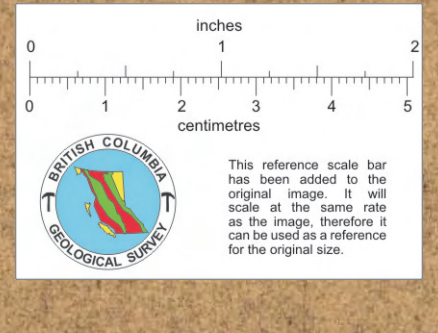 inches
0 1 2
0 1 2 3 4 5
centimetres
BRITISH COLUMBIA
GEOLOGICAL SURVEY
This reference scale bar
has been added to the
original image. It will
scale at the same rate
as the image, therefore it
can be used as a reference
for the original size.